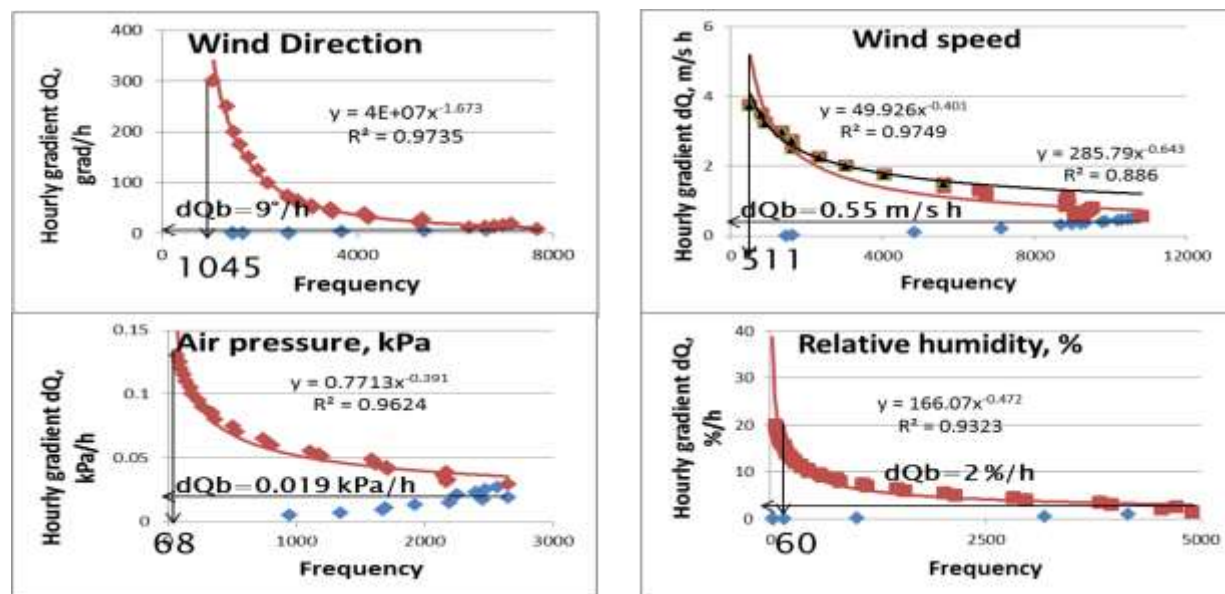 Wind Direction
Hourly gradient dQ,
grad/h
400
300
200
100
0
y = 4E+07x^-1.673
R² = 0.9735
dQb=9°/h
0
4000
8000
1045
Frequency
Wind speed
Hourly gradient dQ, m/s h
6
4
2
0
y = 49.926x^-0.401
R² = 0.9749
y = 285.79x^-0.643
R² = 0.886
dQb=0.55 m/s h
0
4000
8000
12000
511
Frequency
Air pressure, kPa
Hourly gradient dQ,
kPa/h
0.15
0.1
0.05
0
y = 0.7713x^-0.391
R² = 0.9624
dQb=0.019 kPa/h
68
1000
2000
3000
Frequency
Relative humidity, %
Hourly gradient dQ,
%/h
40
30
20
10
0
y = 166.07x^-0.472
R² = 0.9323
dQb=2 %/h
0
60
2500
5000
Frequency